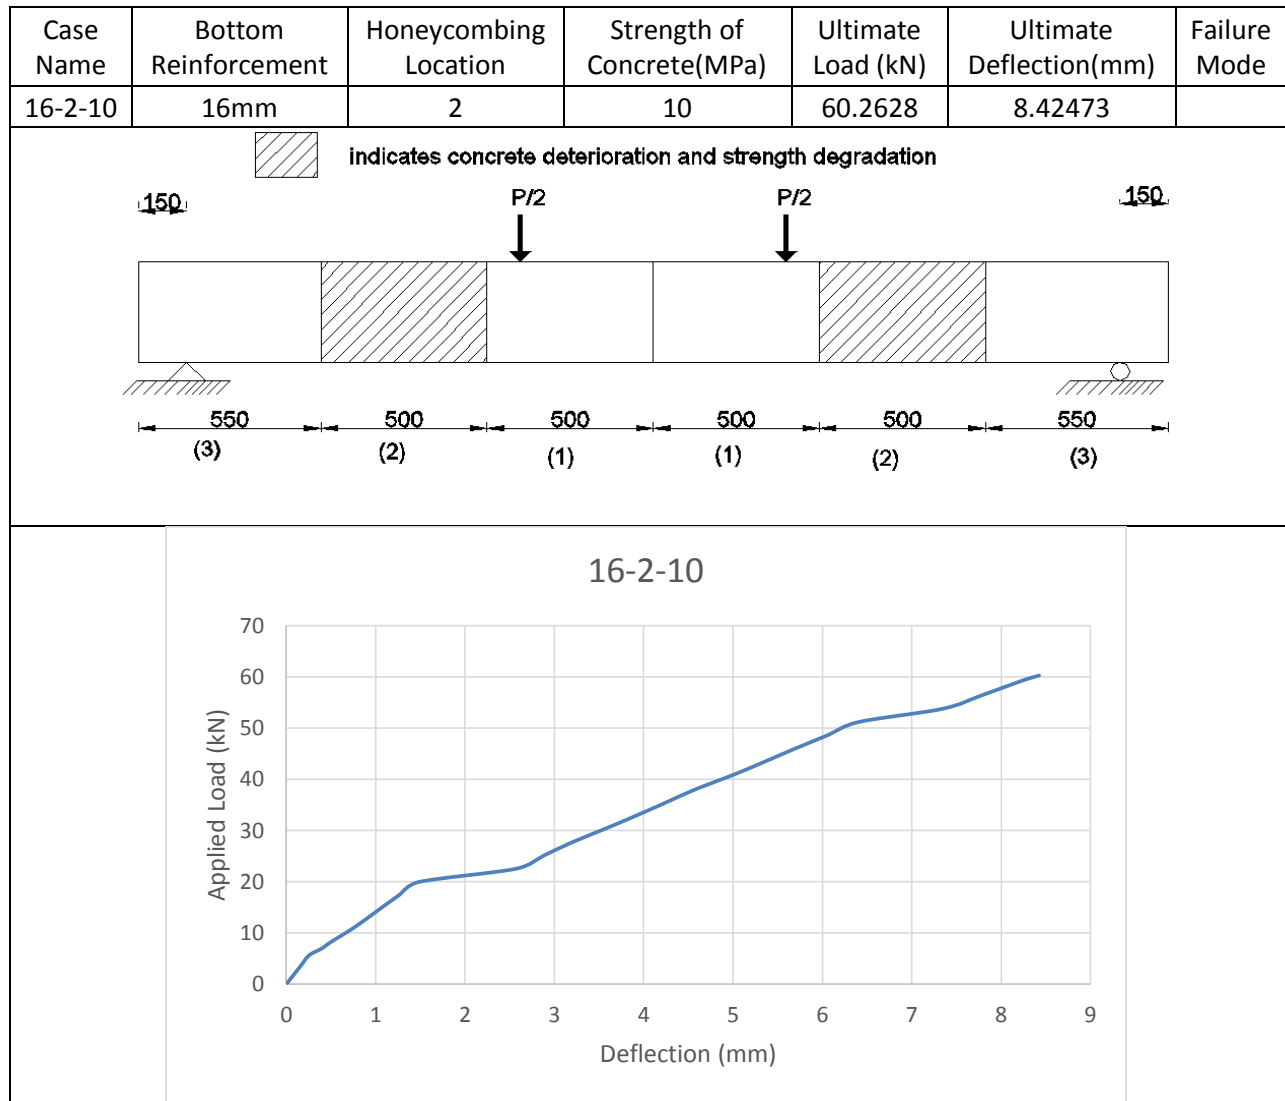 Case Name
Bottom Reinforcement
Honeycombing Location
Strength of Concrete(MPa)
Ultimate Load (kN)
Ultimate Deflection(mm)
Failure Mode
16-2-10
16mm
2
10
60.2628
8.42473
indicates concrete deterioration and strength degradation
150
P/2
P/2
150
550
500
500
500
500
550
(3)
(2)
(1)
(1)
(2)
(3)
16-2-10
70
60
50
40
30
20
10
0
Applied Load (kN)
0 1 2 3 4 5 6 7 8 9
Deflection (mm)